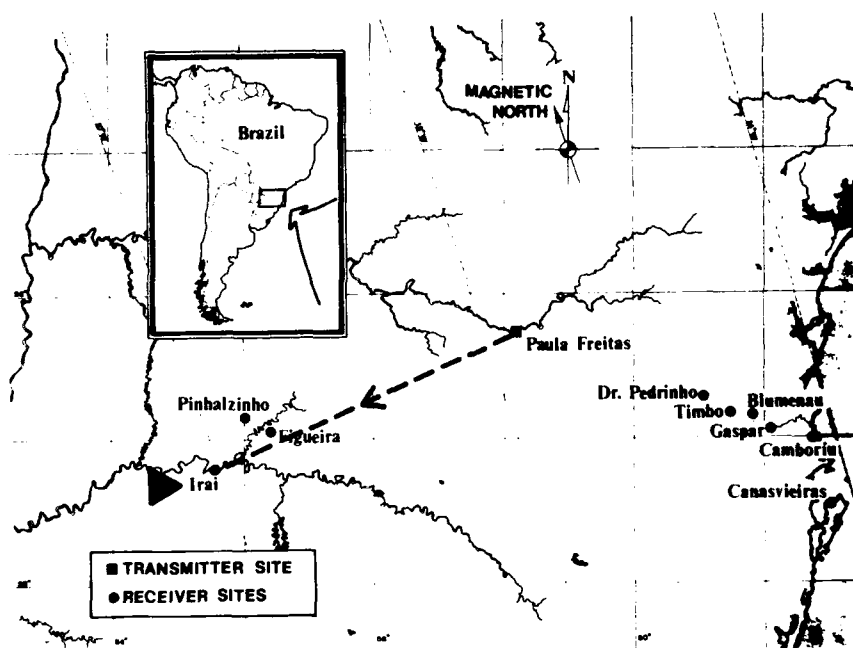 MAGNETIC
NORTH
N
Brazil
Paula Freitas
Dr. Pedrinho
Timbo
Blumenau
Gaspar
Camboriu
Canasvieiras
Pinhalzinho
Figueira
Irai
TRANSMITTER SITE
RECEIVER SITES